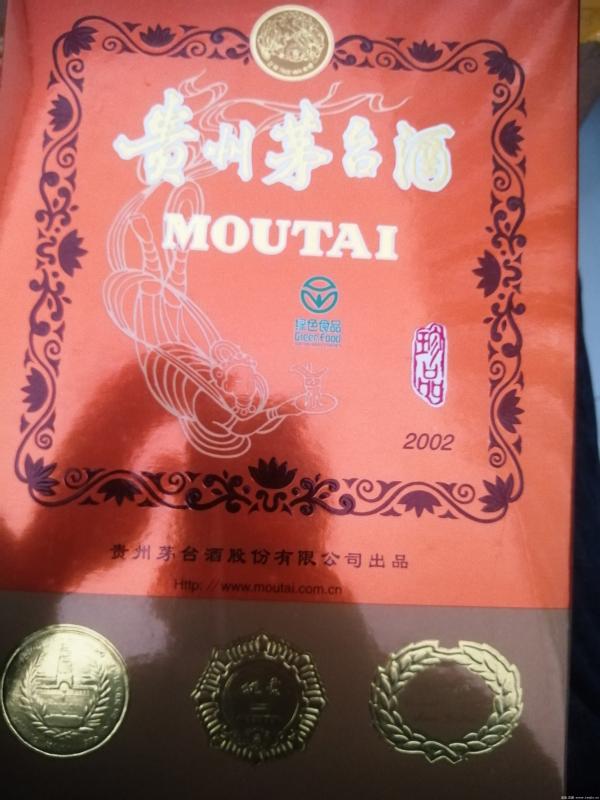 贵州茅台酒
MOUTAI
绿色食品
Green Food
珍品
2002
贵州茅台酒股份有限公司出品
Http: //www.moutai.com.cn